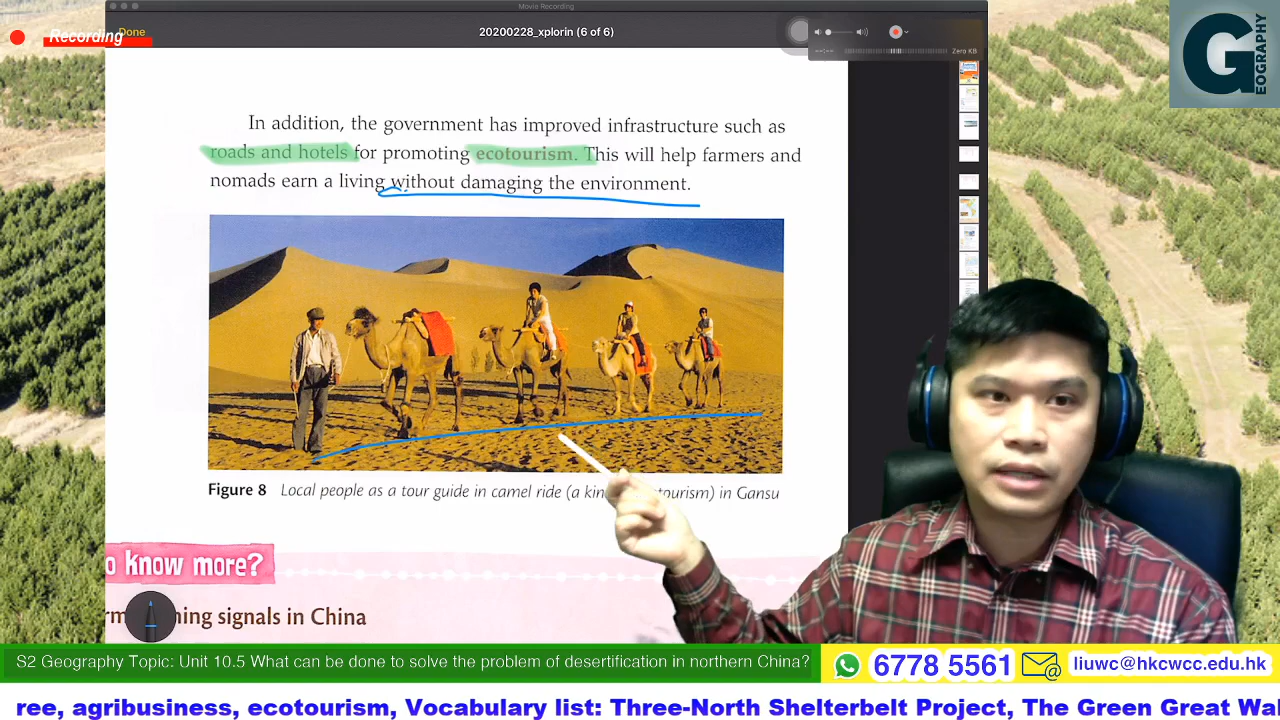 Movie Recording
Recording
Done
20200228_xplorin (6 of 6)
--:--
Zero KB
G
EOGRAPHY
In addition, the government has improved infrastructure such as
roads and hotels for promoting ecotourism. This will help farmers and
nomads earn a living without damaging the environment.
Figure 8 Local people as a tour guide in camel ride (a tourism) in Gansu
o know more?
signals in China
S2 Geography Topic: Unit 10.5 What can be done to solve the problem of desertification in northern China?
6778 5561
liuwc@hkcwcc.edu.hk
ree, agribusiness, ecotourism, Vocabulary list: Three-North Shelterbelt Project, The Green Great Wal